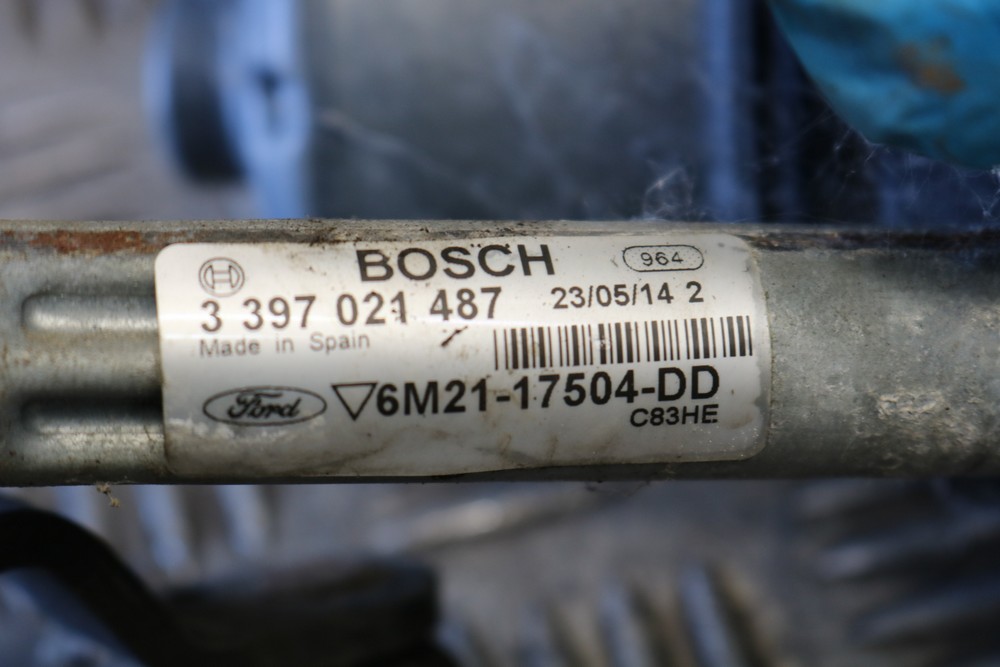 BOSCH 964
3 397 021 487 23/05/14 2
Made in Spain
Ford ▽6M21-17504-DD
C83HE